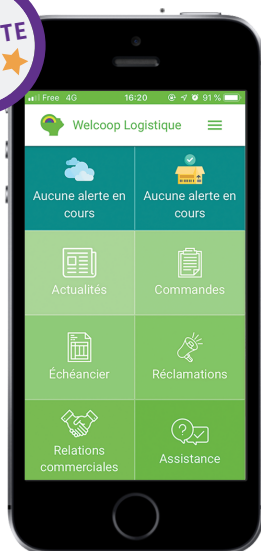 TE
Free 4G 16:20 91 %
Welcoop Logistique
Aucune alerte en
cours
Aucune alerte en
cours
Actualités
Commandes
Échéancier
Réclamations
Relations
commerciales
Assistance